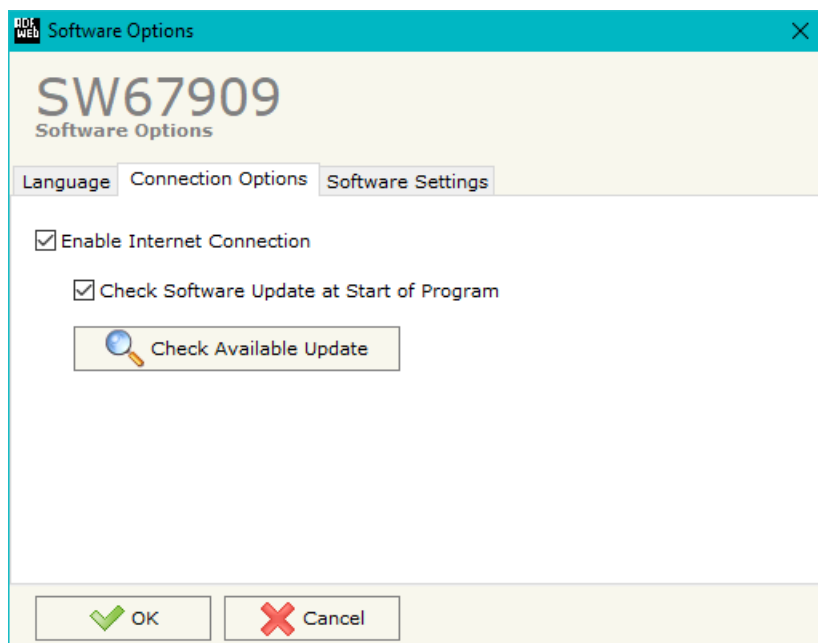 ADF
WEB
Software Options
SW67909
Software Options
Language
Connection Options
Software Settings
Enable Internet Connection
Check Software Update at Start of Program
Check Available Update
OK
Cancel